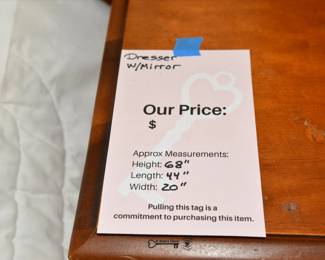 Dresser
W/Mirror
Our Price:
$
Approx Measurements:
Height: 68"
Length: 44"
Width: 20"
Pulling this tag is a
commitment to purchasing this item.